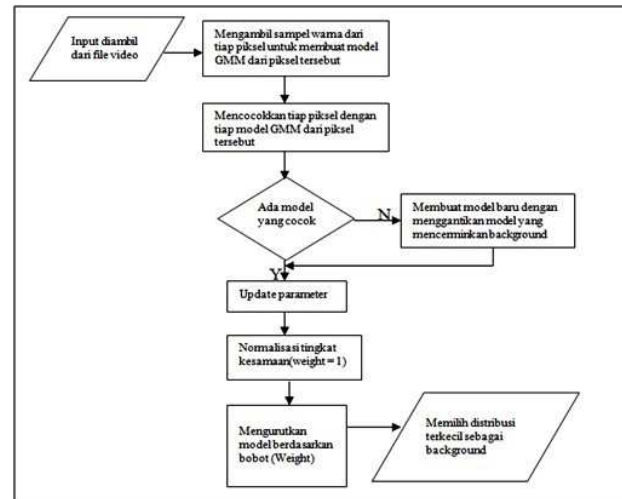 Input diambil
dari file video
Mengambil sampel warna dari
tiap piksel untuk membuat model
GMM dari piksel tersebut
Mencocokkan tiap piksel dengan
tiap model GMM dari piksel
tersebut
Ada model
yang cocok
N
Membuat model baru dengan
menggantikan model yang
mencerminkan background
Y
Update parameter
Normalisasi tingkat
kesamaan(weight = 1)
Mengurutkan
model berdasarkan
bobot (Weight)
Memilih distribusi
terkecil sebagai
background